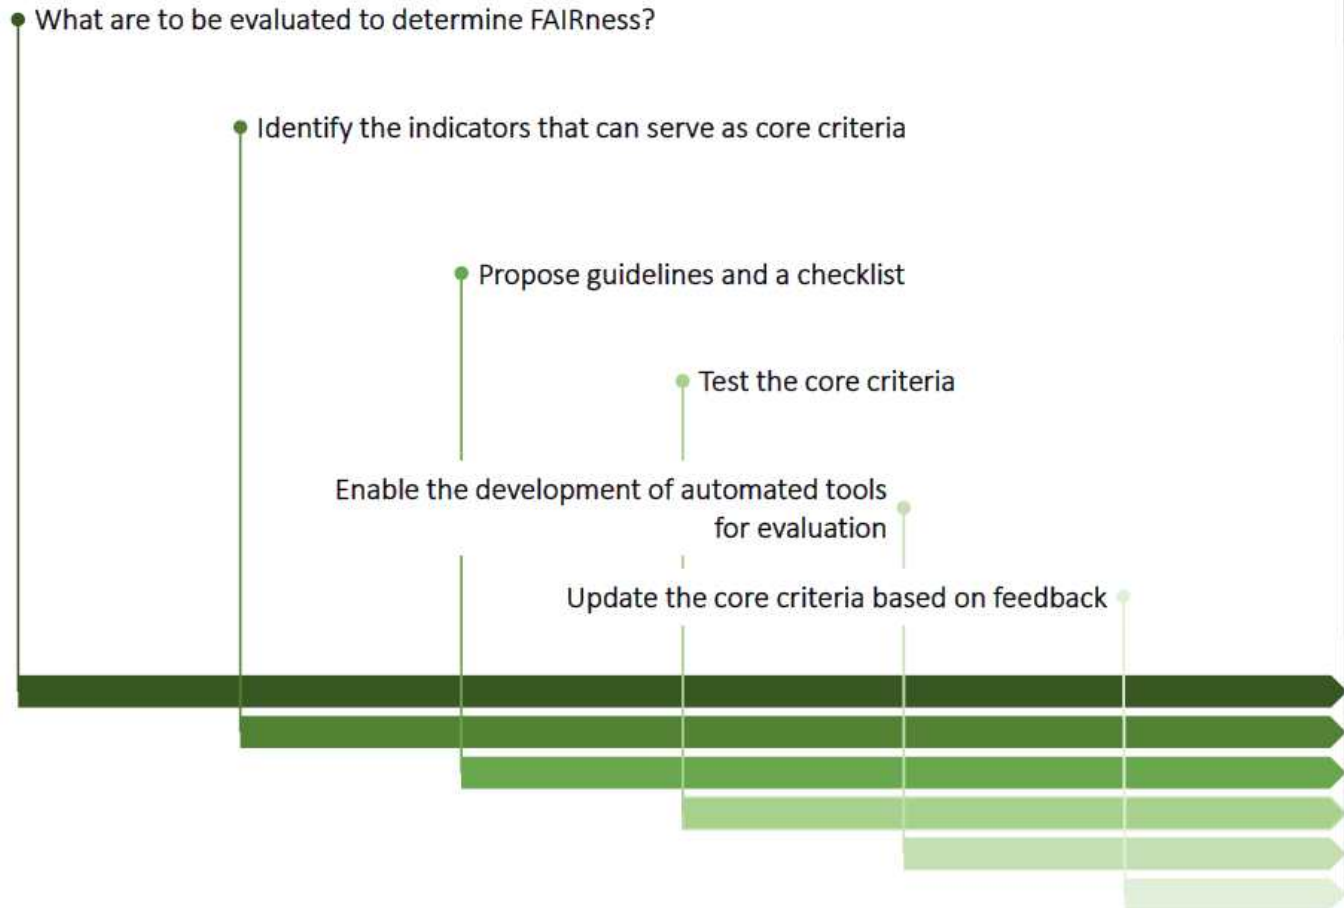 What are to be evaluated to determine FAIRness?
Identify the indicators that can serve as core criteria
Propose guidelines and a checklist
Test the core criteria
Enable the development of automated tools
for evaluation
Update the core criteria based on feedback